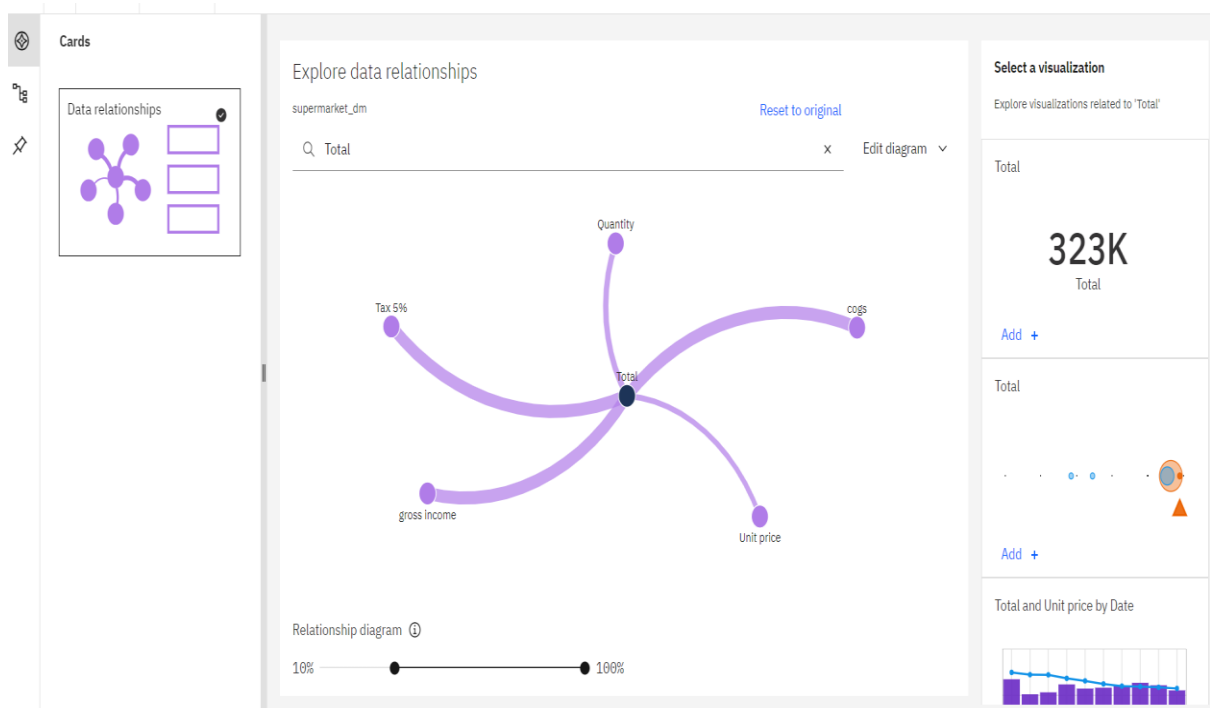 Cards
Data relationships
Explore data relationships
supermarket_dm
Reset to original
Total
x
Edit diagram
Quantity
Tax 5%
cogs
Total
gross income
Unit price
Relationship diagram
10%
100%
Select a visualization
Explore visualizations related to 'Total'
Total
323K
Total
Add +
Total
Add +
Total and Unit price by Date